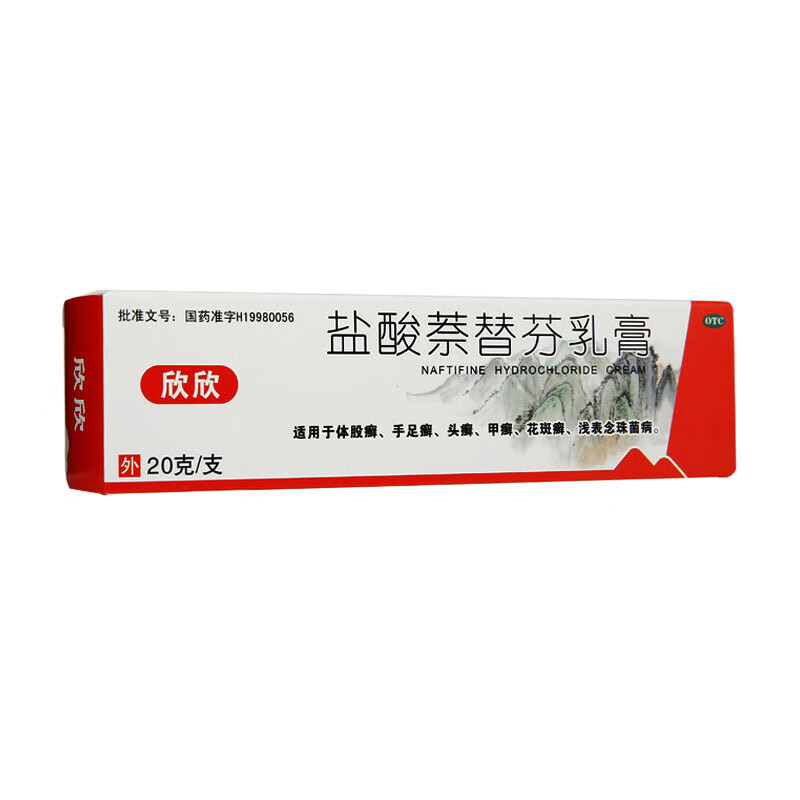 批准文号：国药准字H19980056
盐酸萘替芬乳膏
NAFTIFINE HYDROCHLORIDE CREAM
OTC
欣欣
欣欣
适用于体股癣、手足癣、头癣、甲癣、花斑癣、浅表念珠菌病。
外 20克/支